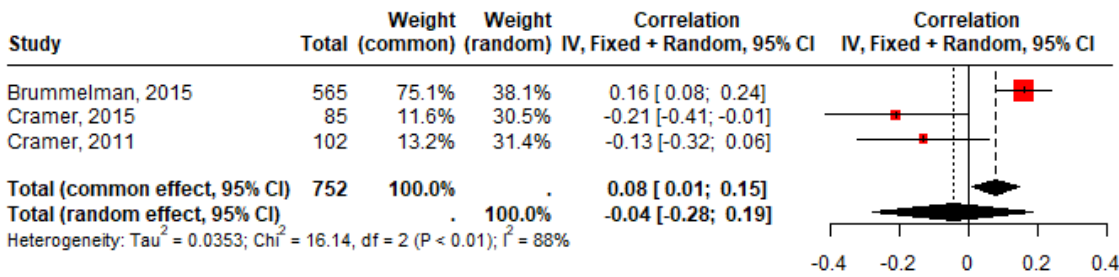 Weight Weight Correlation Correlation
Study Total (common) (random) IV, Fixed + Random, 95% CI IV, Fixed + Random, 95% CI
Brummelman, 2015 565 75.1% 38.1% 0.16 [ 0.08; 0.24]
Cramer, 2015 85 11.6% 30.5% -0.21 [-0.41; -0.01]
Cramer, 2011 102 13.2% 31.4% -0.13 [-0.32; 0.06]
Total (common effect, 95% CI) 752 100.0% . 0.08 [ 0.01; 0.15]
Total (random effect, 95% CI) . 100.0% -0.04 [-0.28; 0.19]
Heterogeneity: Tau² = 0.0353; Chi² = 16.14, df = 2 (P < 0.01); I² = 88%
-0.4 -0.2 0 0.2 0.4